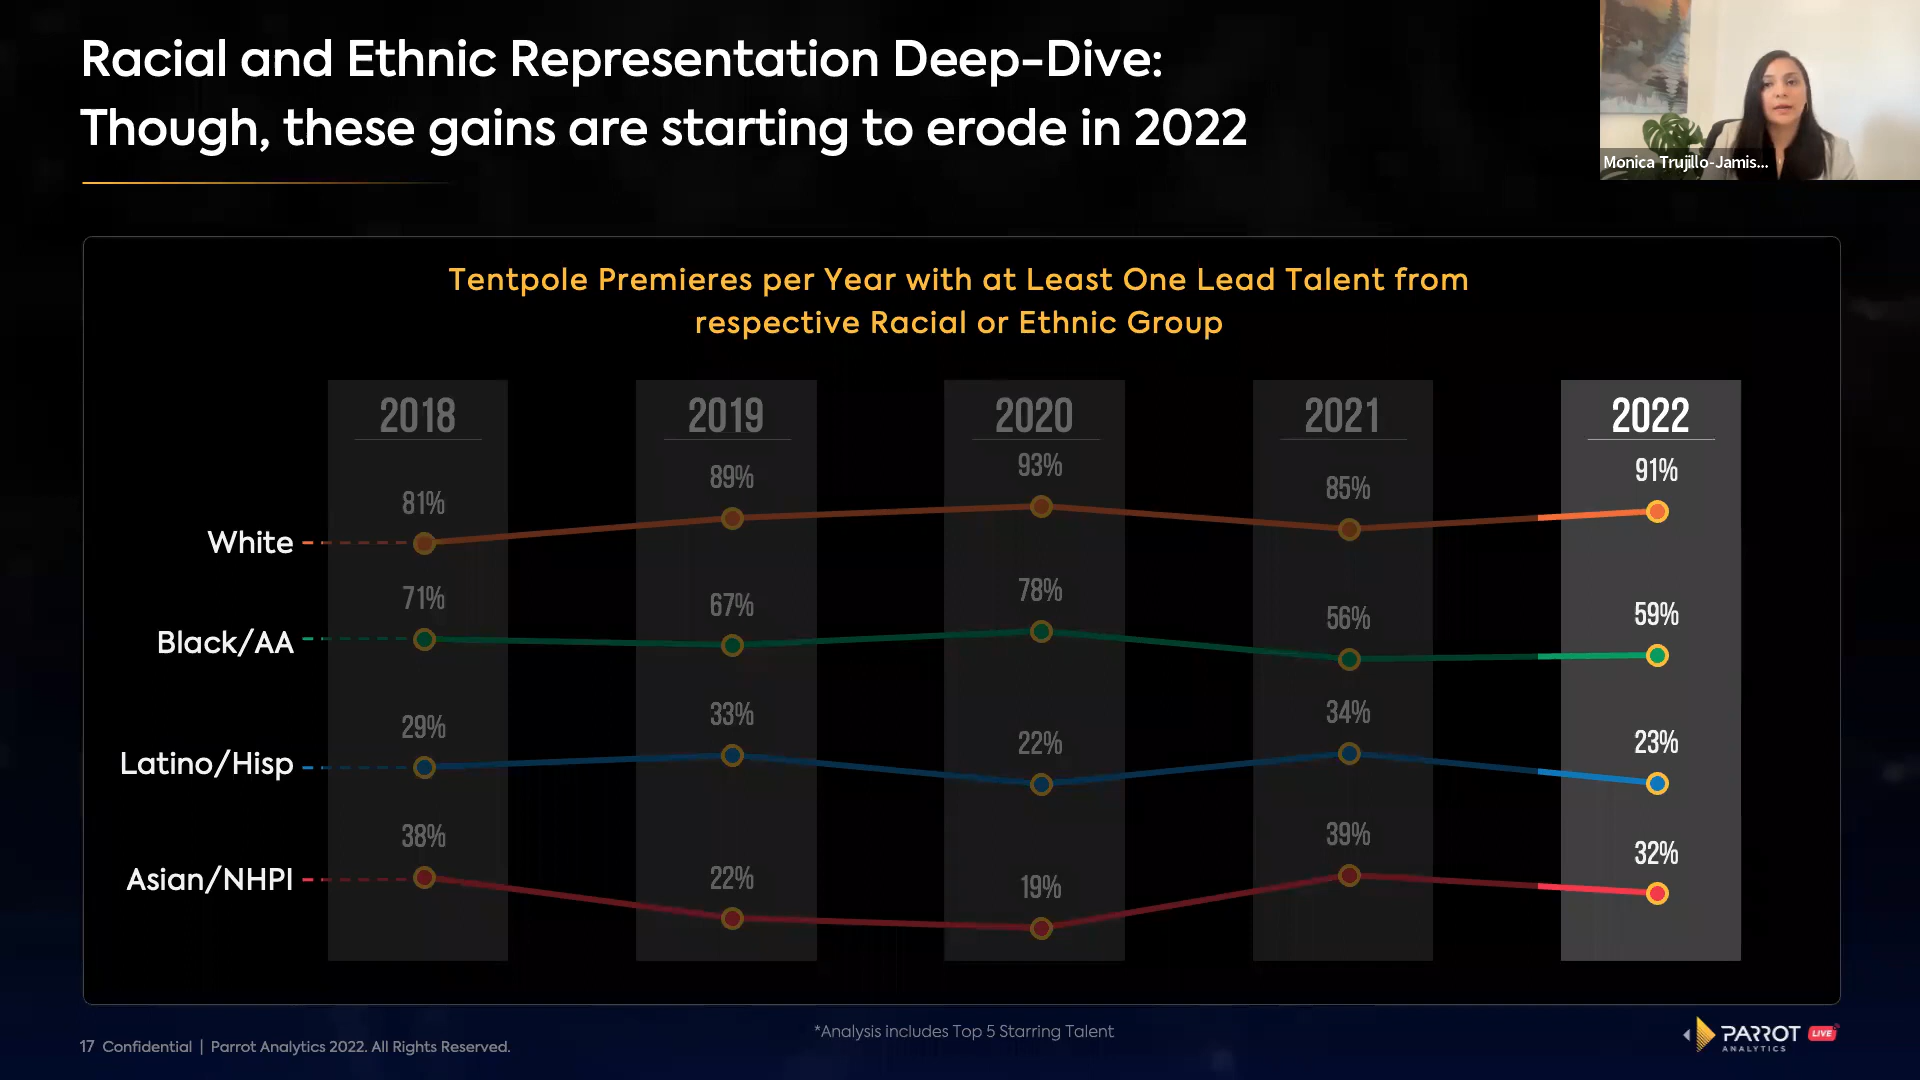 Racial and Ethnic Representation Deep-Dive:
Though, these gains are starting to erode in 2022
Monica Trujillo-Jamis...
Tentpole Premieres per Year with at Least One Lead Talent from
respective Racial or Ethnic Group
2018 2019 2020 2021 2022
White 81% 89% 93% 85% 91%
Black/AA 71% 67% 78% 56% 59%
Latino/Hisp 29% 33% 22% 34% 23%
Asian/NHPI 38% 22% 19% 39% 32%
*Analysis includes Top 5 Starring Talent
17 Confidential | Parrot Analytics 2022. All Rights Reserved.
PARROT LIVE
ANALYTICS